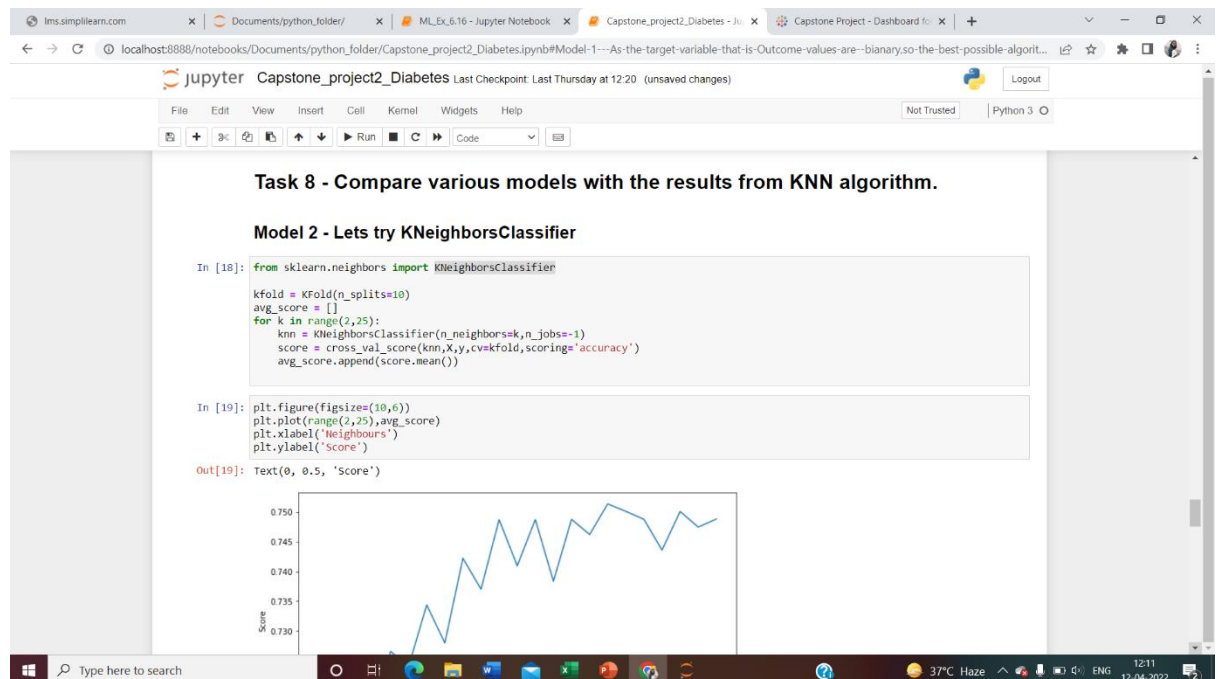 lms.simplilearn.com
Documents/python_folder/
ML_Ex_6.16 - Jupyter Notebook
Capstone_project2_Diabetes - Ju
Capstone Project - Dashboard fo
localhost:8888/notebooks/Documents/python_folder/Capstone_project2_Diabetes.ipynb#Model-1---As-the-target-variable-that-is-Outcome-values-are--bianary,so-the-best-possible-algorit...
jupyter Capstone_project2_Diabetes Last Checkpoint: Last Thursday at 12:20 (unsaved changes)
Logout
File Edit View Insert Cell Kernel Widgets Help
Not Trusted
Python 3
Run
Code
Task 8 - Compare various models with the results from KNN algorithm.
Model 2 - Lets try KNeighborsClassifier
In [18]: from sklearn.neighbors import KNeighborsClassifier
kfold = KFold(n_splits=10)
avg_score = []
for k in range(2,25):
    knn = KNeighborsClassifier(n_neighbors=k,n_jobs=-1)
    score = cross_val_score(knn,X,y,cv=kfold,scoring='accuracy')
    avg_score.append(score.mean())
In [19]: plt.figure(figsize=(10,6))
plt.plot(range(2,25),avg_score)
plt.xlabel('Neighbours')
plt.ylabel('Score')
Out[19]: Text(0, 0.5, 'Score')
0.750
0.745
0.740
0.735
0.730
Score
Type here to search
37°C Haze
ENG
12:11
12-04-2022